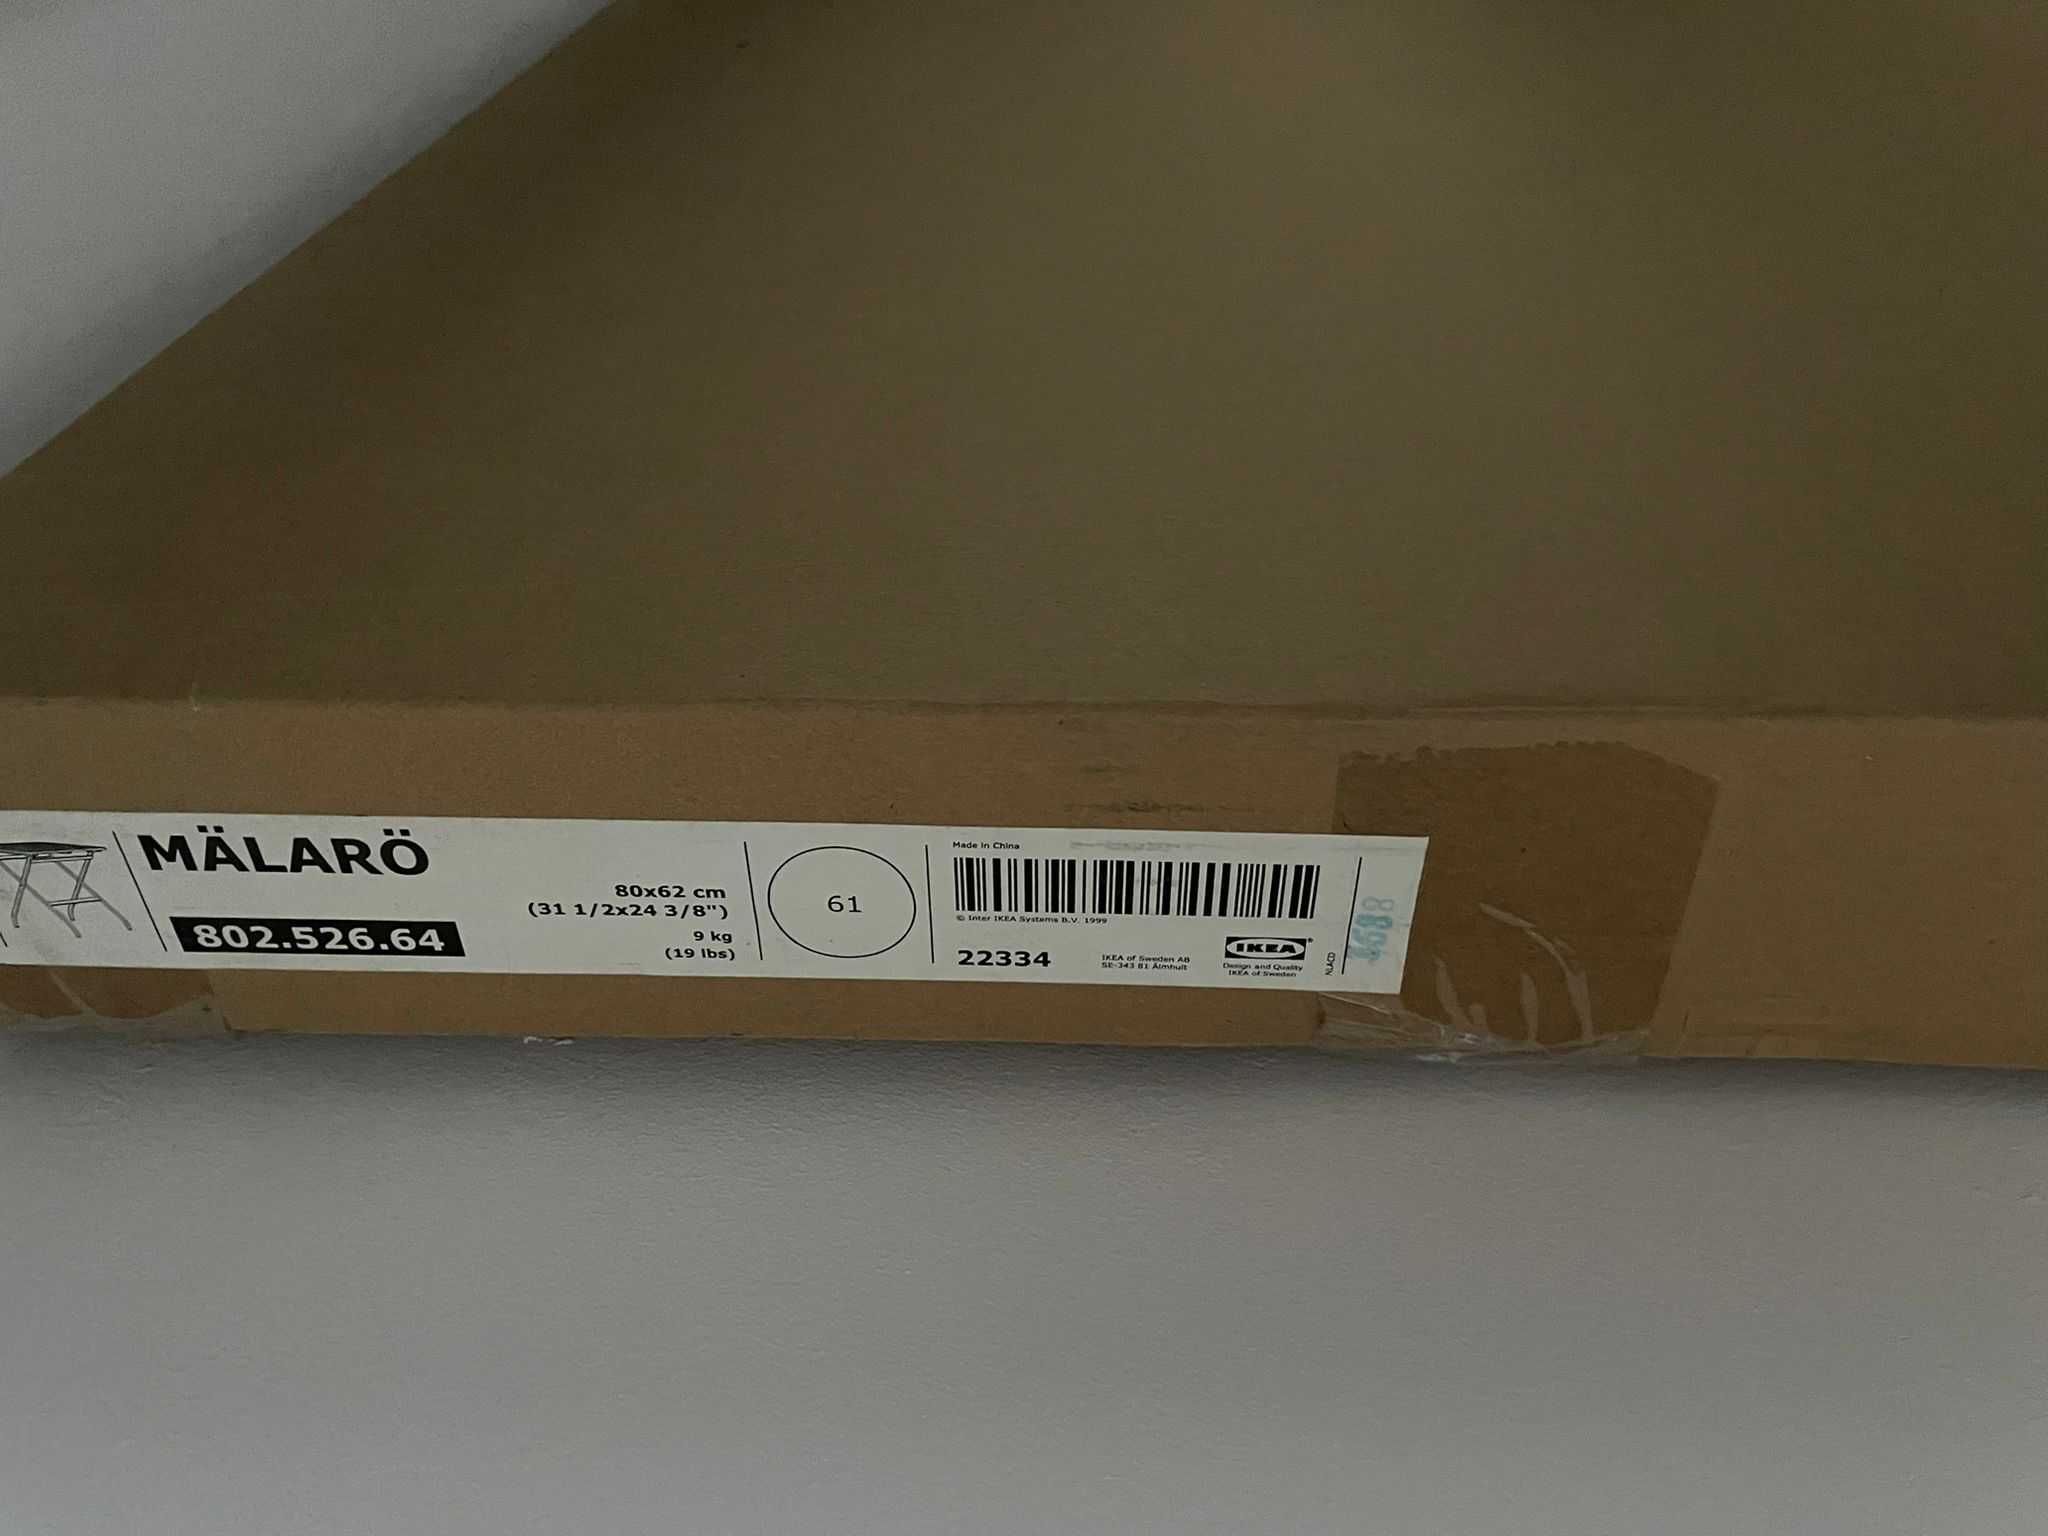 MÄLARÖ
802.526.64
80x62 cm
(31 1/2x24 3/8")
9 kg
(19 lbs)
61
Made in China
© Inter IKEA Systems B.V. 1999
22334
IKEA of Sweden AB
SE-343 81 Älmhult
IKEA®
Design and Quality
IKEA of Sweden
NLACD